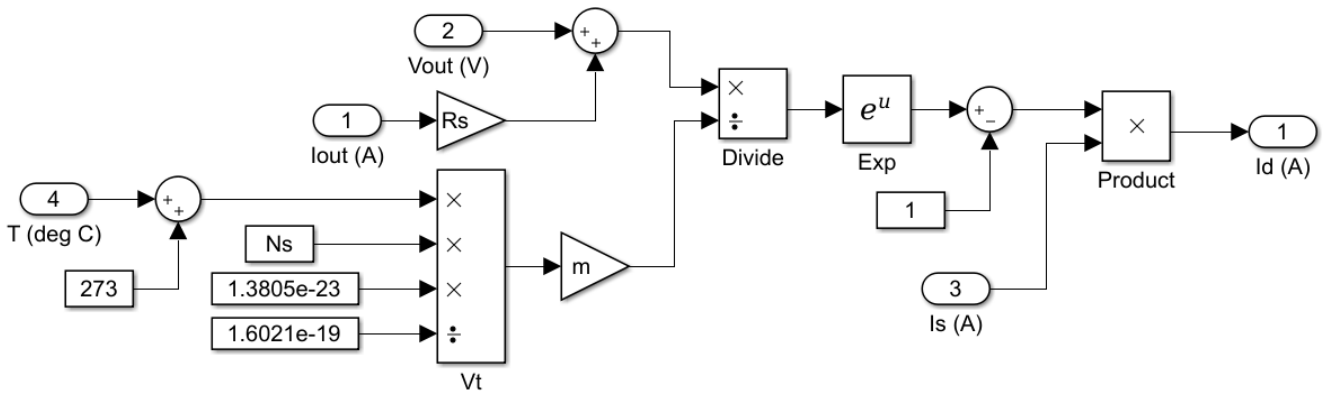 2
Vout (V)
+
+
1
Iout (A)
Rs
4
T (deg C)
+
+
273
Ns
1.3805e-23
1.6021e-19
×
×
×
÷
Vt
m
×
÷
Divide
e^u
Exp
+
−
1
3
Is (A)
×
Product
1
Id (A)